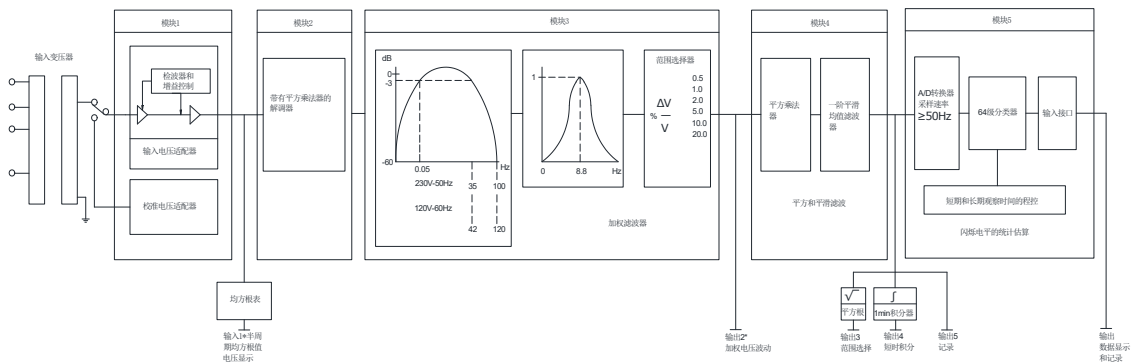 模块1
模块2
模块3
模块4
模块5
输入变压器
检波器和
增益控制
输入电压适配器
校准电压适配器
带有平方乘法器的
解调器
dB
0
-3
-60
0.05
Hz
230V-50Hz
35
100
120V-60Hz
42
120
1
0
8.8
Hz
范围选择器
0.5
1.0
2.0
5.0
10.0
20.0
%
ΔV
V
加权滤波器
平方乘法
器
一阶平滑
均值滤波
器
平方和平滑滤波
A/D转换器
采样速率
≥50Hz
64级分类器
输入接口
短期和长期观察时间的程控
闪烁电平的统计估算
均方根表
输入1*半周
期均方根值
电压显示
输出2*
加权电压波动
√
平方根
输出3
范围选择
∫
1min积分器
输出4
短时积分
输出5
记录
输出
数据显示
和记录